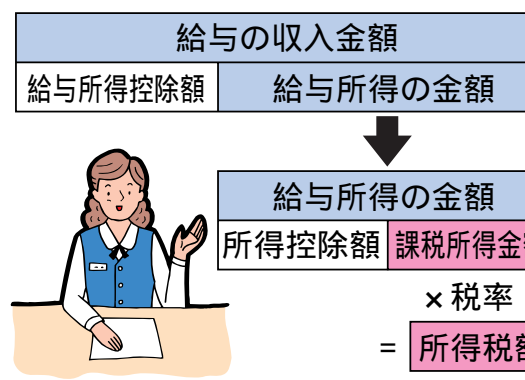 給与の収入金額
給与所得控除額 給与所得の金額
給与所得の金額
所得控除額 課税所得金額
× 税率
= 所得税額